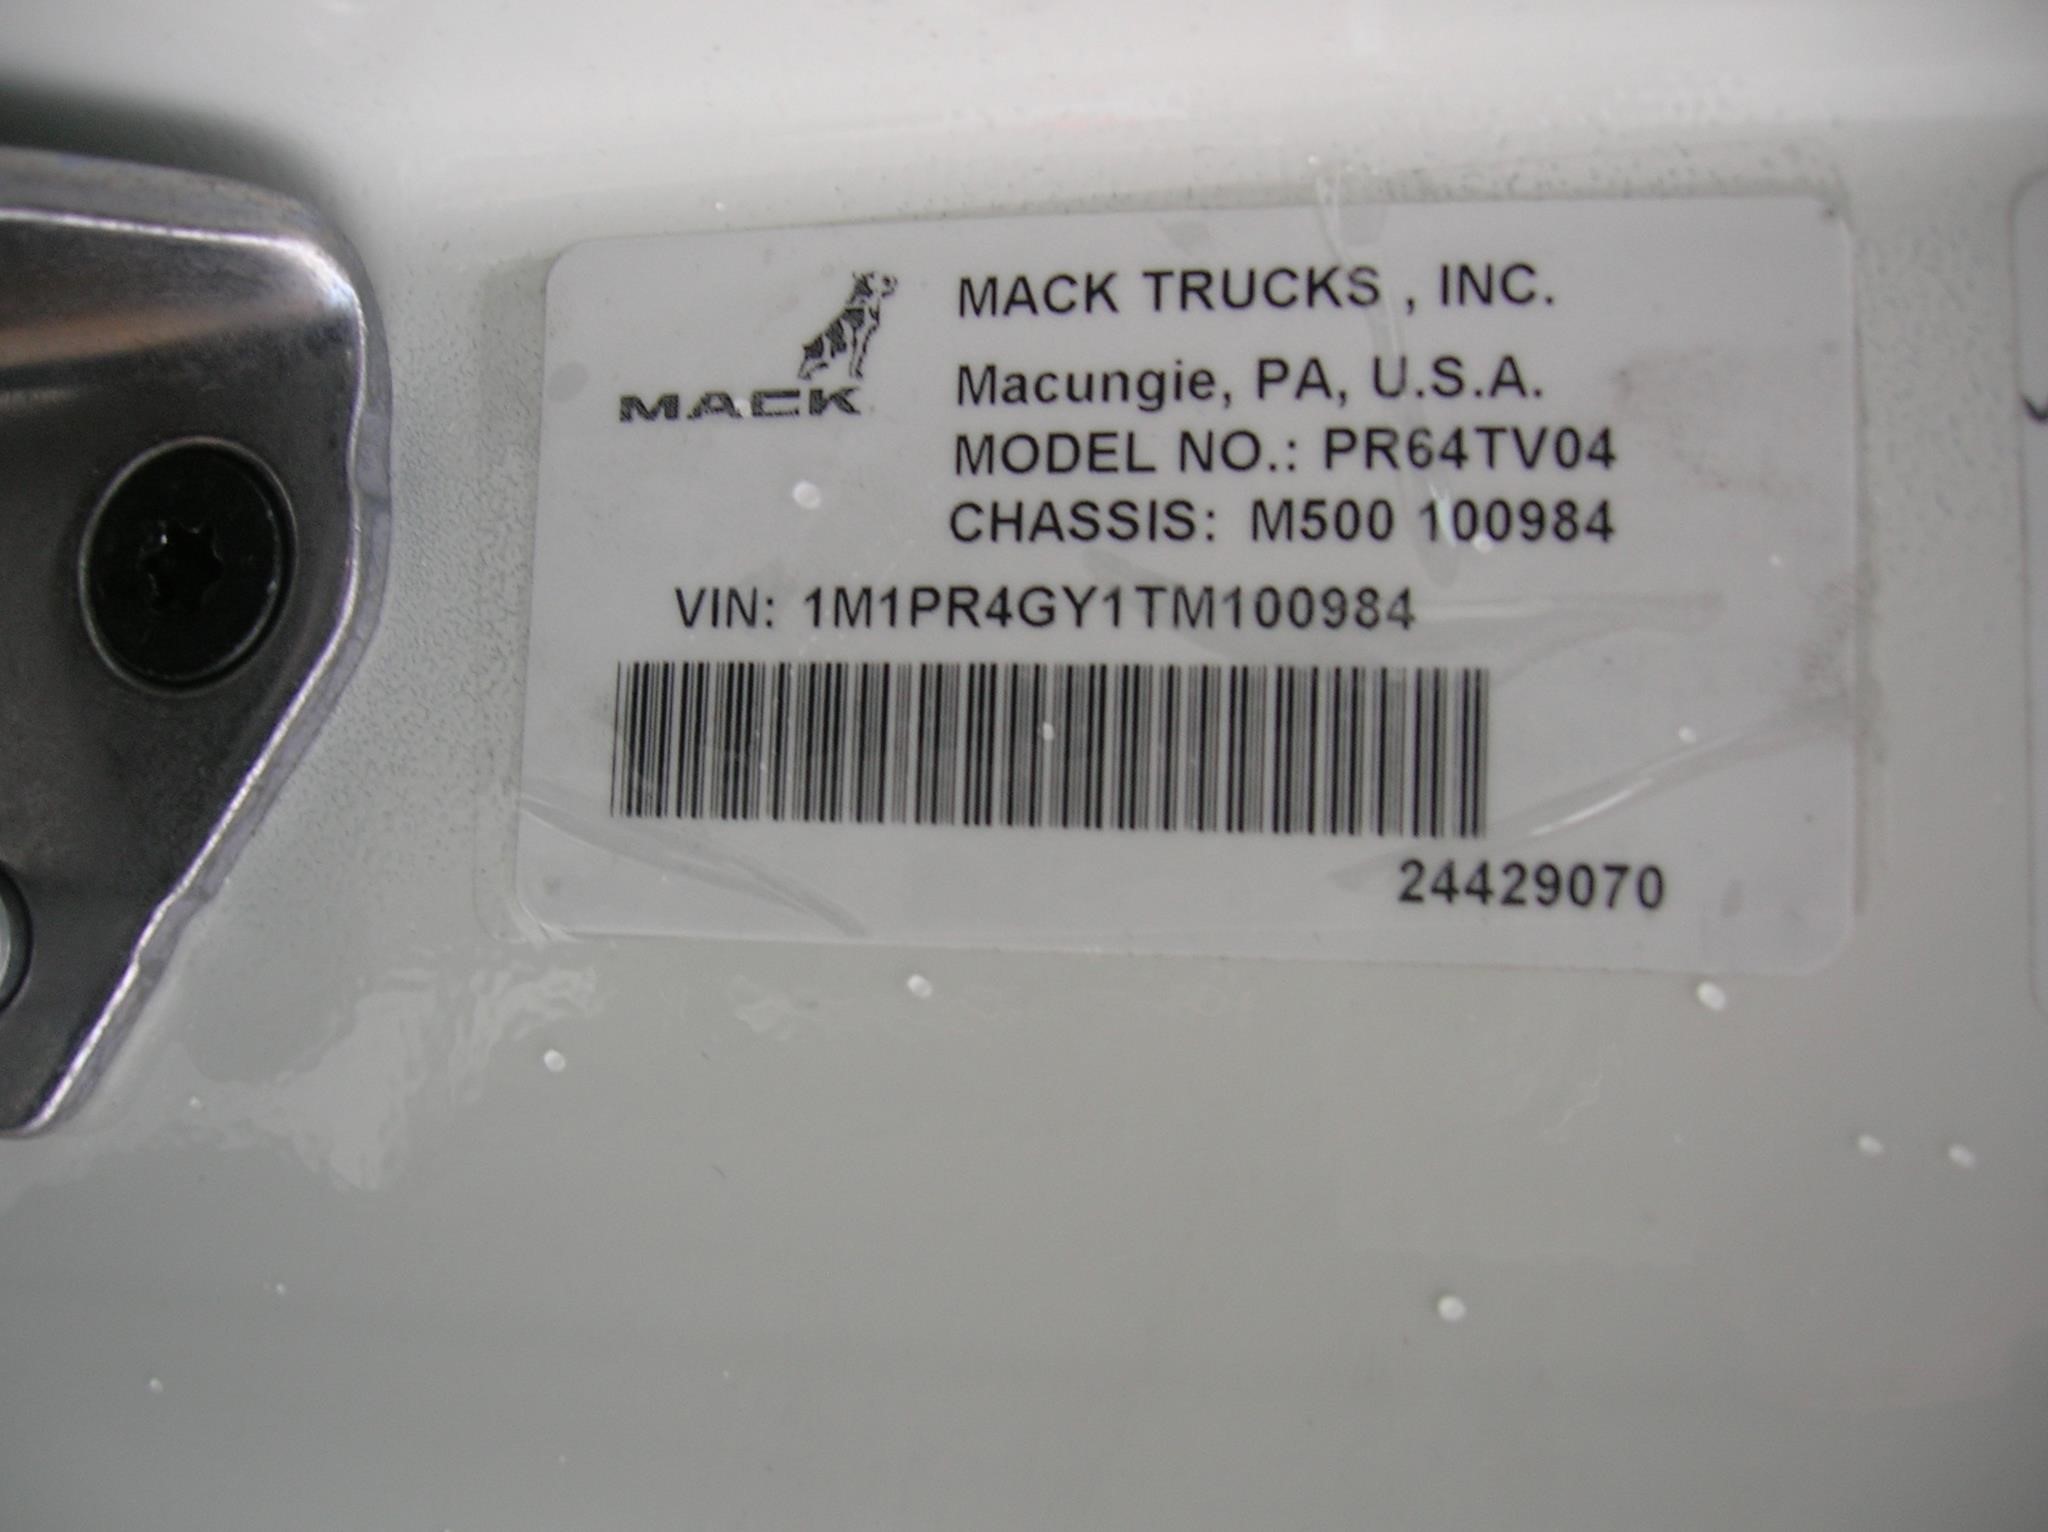 MACK
MACK TRUCKS , INC.
Macungie, PA, U.S.A.
MODEL NO.: PR64TV04
CHASSIS: M500 100984
VIN: 1M1PR4GY1TM100984
24429070